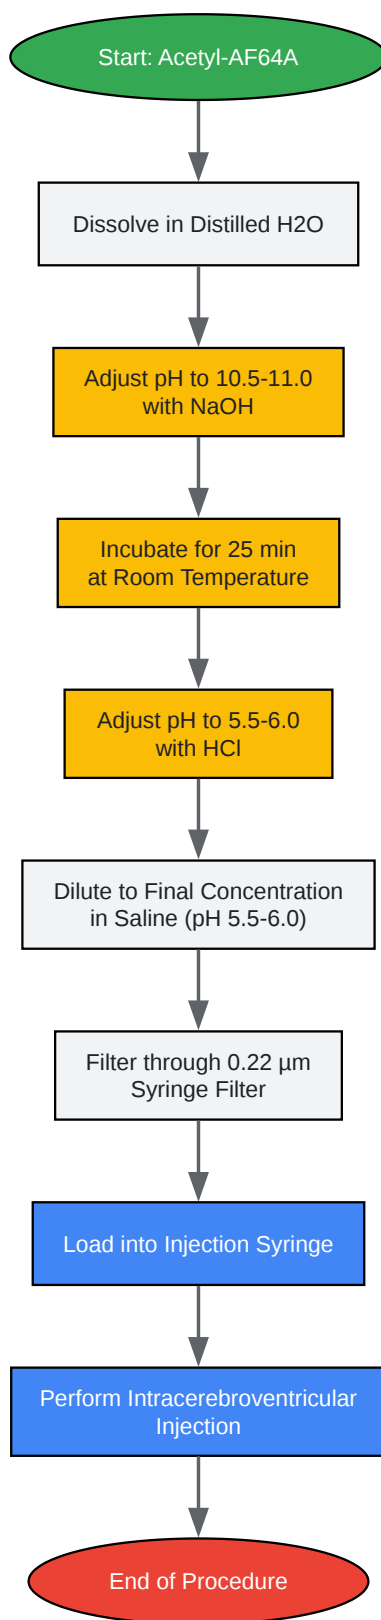 Start: Acetyl-AF64A
Dissolve in Distilled H2O
Adjust pH to 10.5-11.0
with NaOH
Incubate for 25 min
at Room Temperature
Adjust pH to 5.5-6.0
with HCl
Dilute to Final Concentration
in Saline (pH 5.5-6.0)
Filter through 0.22 µm
Syringe Filter
Load into Injection Syringe
Perform Intracerebroventricular
Injection
End of Procedure